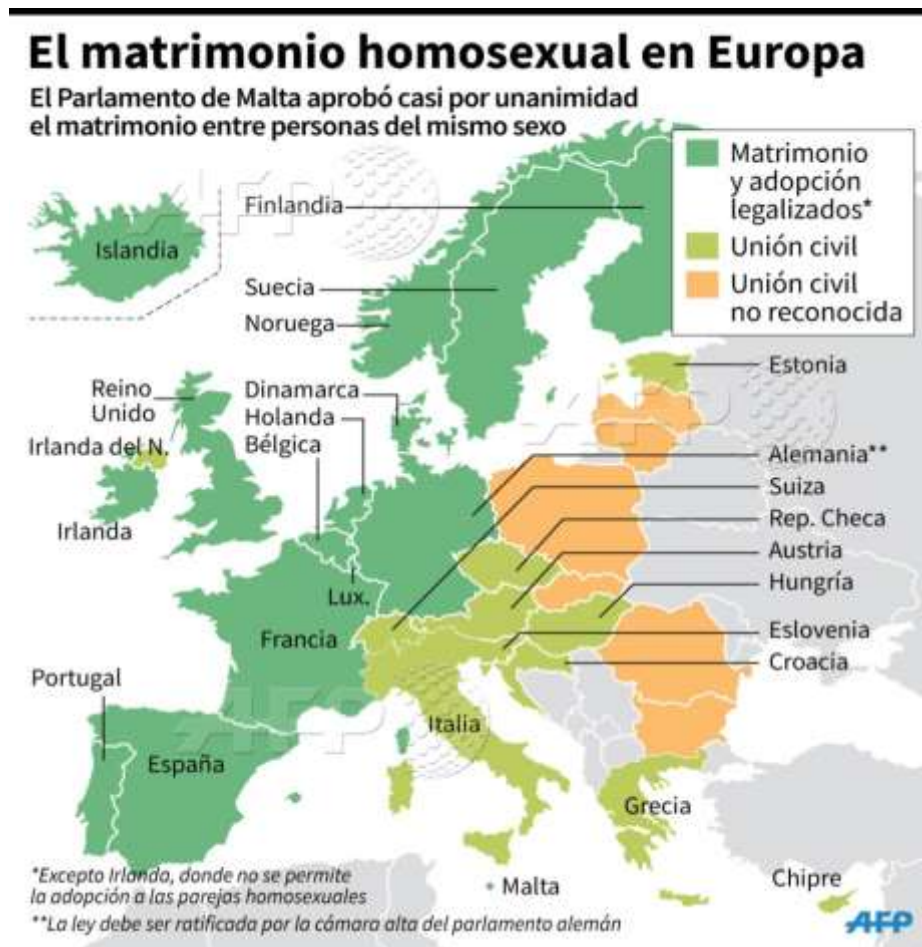 El matrimonio homosexual en Europa
El Parlamento de Malta aprobó casi por unanimidad
el matrimonio entre personas del mismo sexo
Matrimonio
y adopción
legalizados*
Unión civil
Unión civil
no reconocida
Islandia
Finlandia
Suecia
Noruega
Reino
Unido
Irlanda del N.
Irlanda
Dinamarca
Holanda
Bélgica
Lux.
Francia
Portugal
España
Italia
Estonia
Alemania**
Suiza
Rep. Checa
Austria
Hungría
Eslovenia
Croacia
Grecia
Malta
Chipre
*Excepto Irlanda, donde no se permite
la adopción a las parejas homosexuales
**La ley debe ser ratificada por la cámara alta del parlamento alemán
AFP
AFP
AFP
AFP